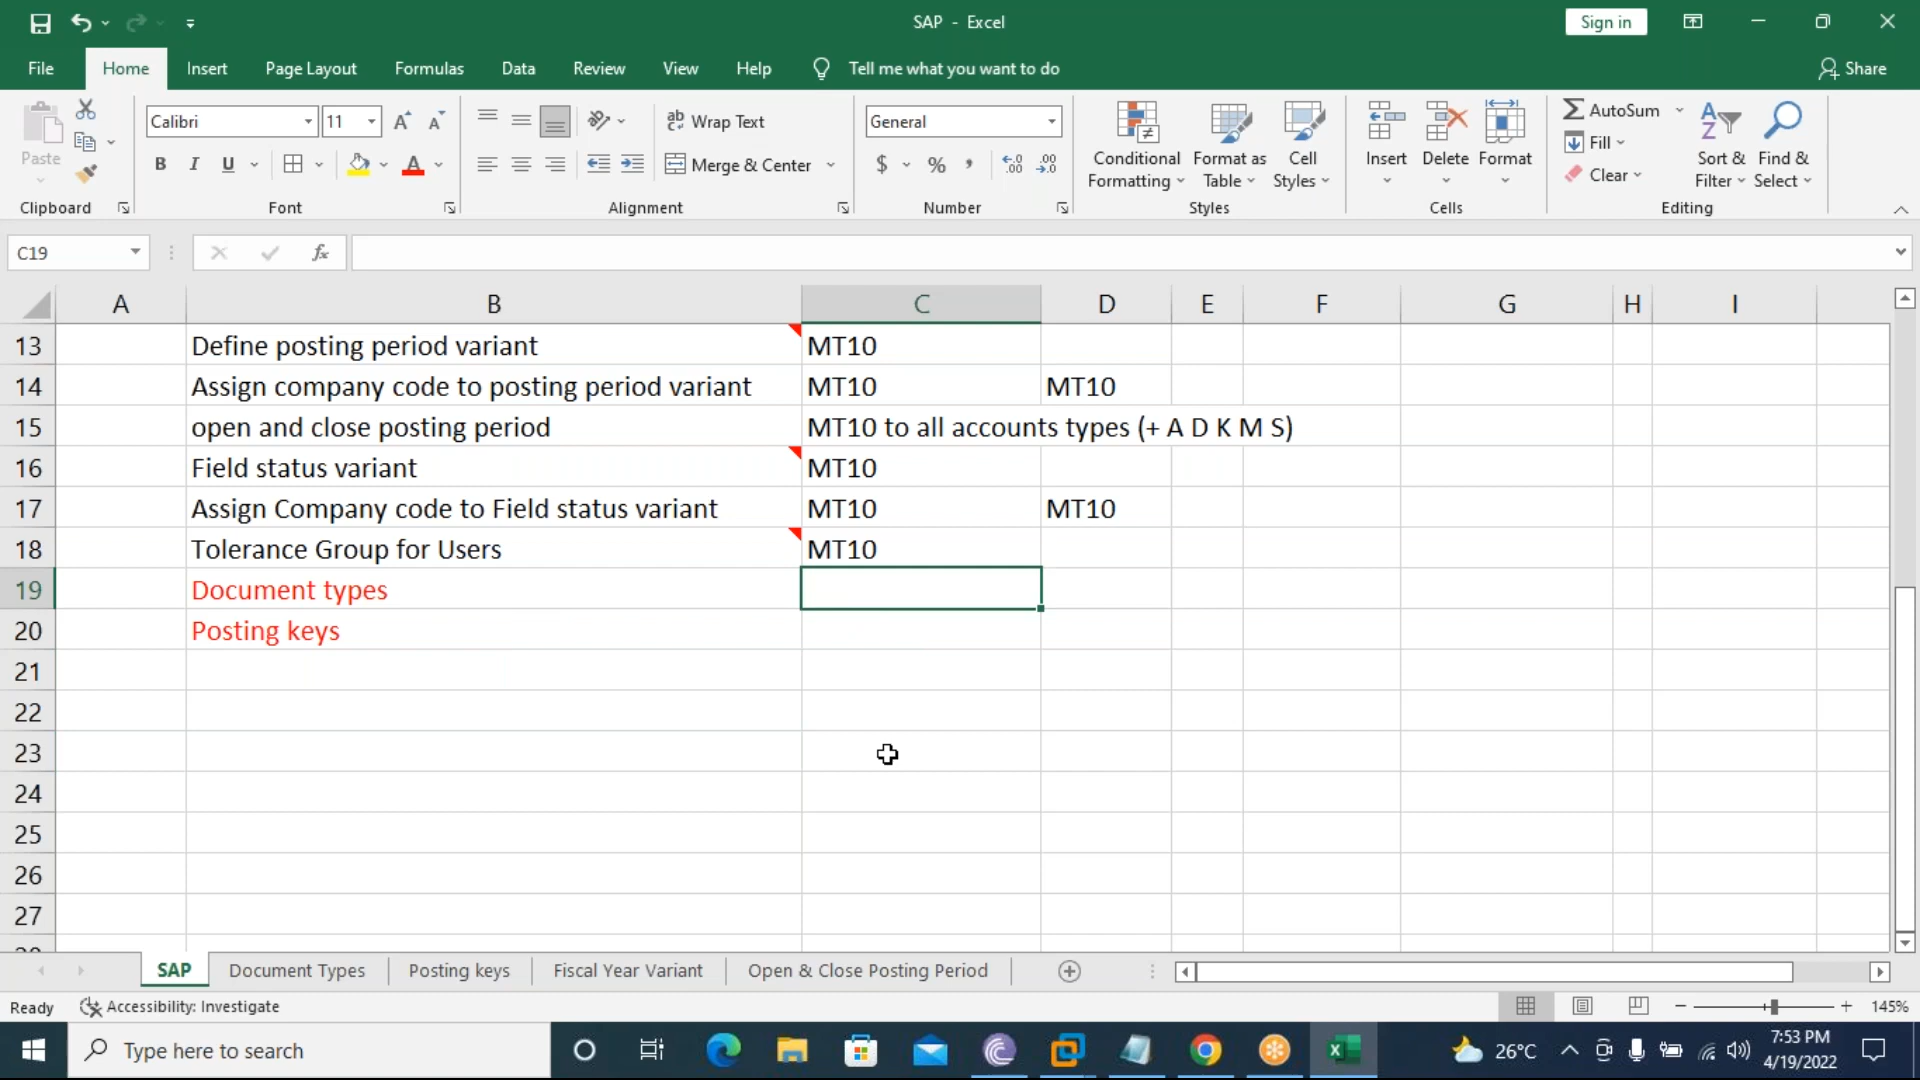 SAP - Excel
Sign in
File Home Insert Page Layout Formulas Data Review View Help Tell me what you want to do Share
Paste
Calibri 11
B I U
ab Wrap Text
Merge & Center
General
$ %
Conditional Formatting
Format as Table
Cell Styles
Insert Delete Format
AutoSum
Fill
Clear
Sort & Filter
Find & Select
Clipboard Font Alignment Number Styles Cells Editing
C19 fx
A B C D E F G H I
13 Define posting period variant MT10
14 Assign company code to posting period variant MT10 MT10
15 open and close posting period MT10 to all accounts types (+ A D K M S)
16 Field status variant MT10
17 Assign Company code to Field status variant MT10 MT10
18 Tolerance Group for Users MT10
19 Document types
20 Posting keys
21
22
23
24
25
26
27
SAP Document Types Posting keys Fiscal Year Variant Open & Close Posting Period
Ready Accessibility: Investigate 145%
Type here to search 26°C 7:53 PM
4/19/2022